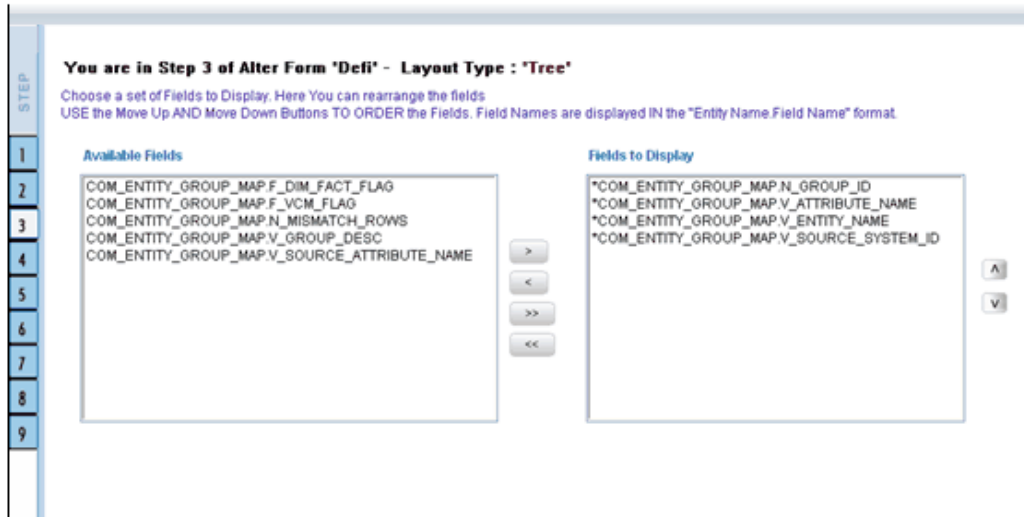 You are in Step 3 of Alter Form 'Defi' - Layout Type : 'Tree'
Choose a set of Fields to Display. Here You can rearrange the fields
USE the Move Up AND Move Down Buttons TO ORDER the Fields. Field Names are displayed IN the "Entity Name.Field Name" format.
STEP
1
2
3
4
5
6
7
8
9
Available Fields
COM_ENTITY_GROUP_MAP.F_DIM_FACT_FLAG
COM_ENTITY_GROUP_MAP.F_VCM_FLAG
COM_ENTITY_GROUP_MAP.N_MISMATCH_ROWS
COM_ENTITY_GROUP_MAP.V_GROUP_DESC
COM_ENTITY_GROUP_MAP.V_SOURCE_ATTRIBUTE_NAME
>
<
>>
<<
Fields to Display
*COM_ENTITY_GROUP_MAP.N_GROUP_ID
*COM_ENTITY_GROUP_MAP.V_ATTRIBUTE_NAME
*COM_ENTITY_GROUP_MAP.V_ENTITY_NAME
*COM_ENTITY_GROUP_MAP.V_SOURCE_SYSTEM_ID
ʌ
v